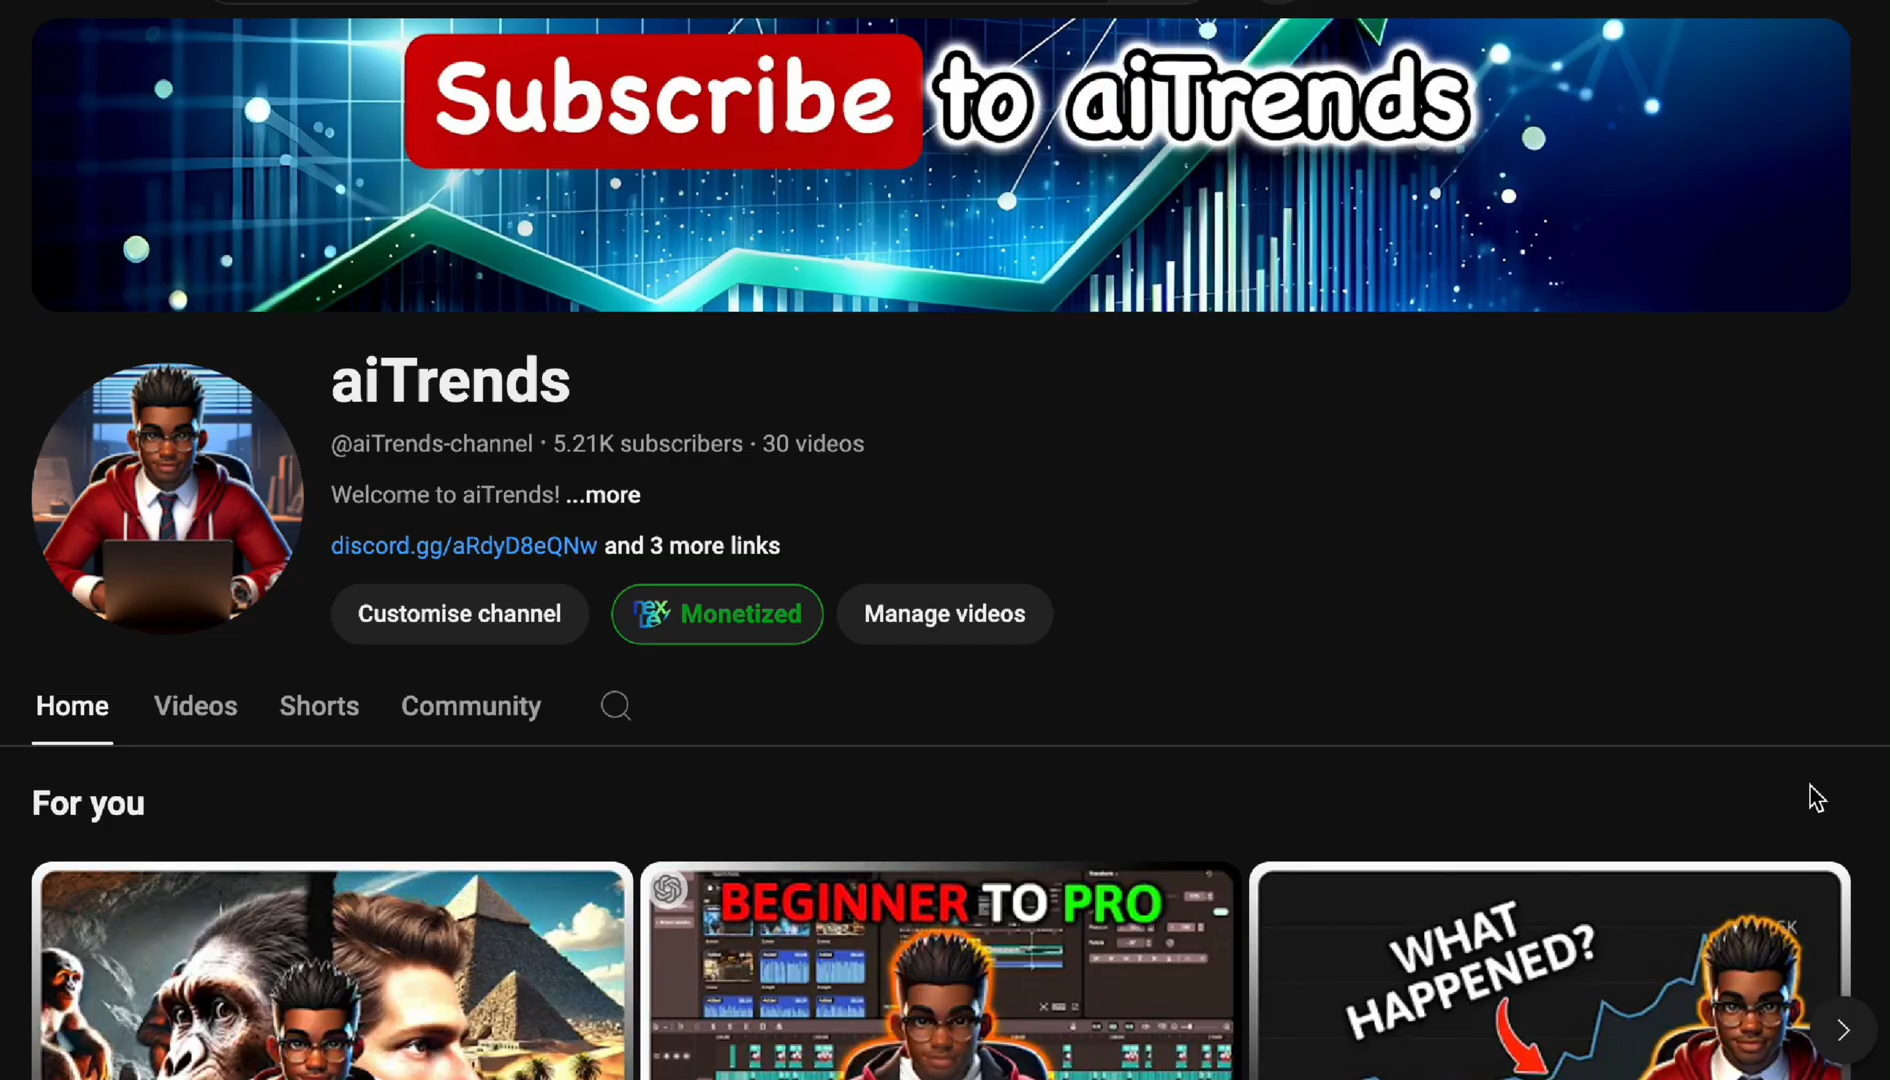 Subscribe to aiTrends
aiTrends
@aiTrends-channel · 5.21K subscribers · 30 videos
Welcome to aiTrends! ...more
discord.gg/aRdyD8eQNw and 3 more links
Customise channel
nex Lev Monetized
Manage videos
Home Videos Shorts Community
For you
BEGINNER TO PRO
WHAT
HAPPENED?